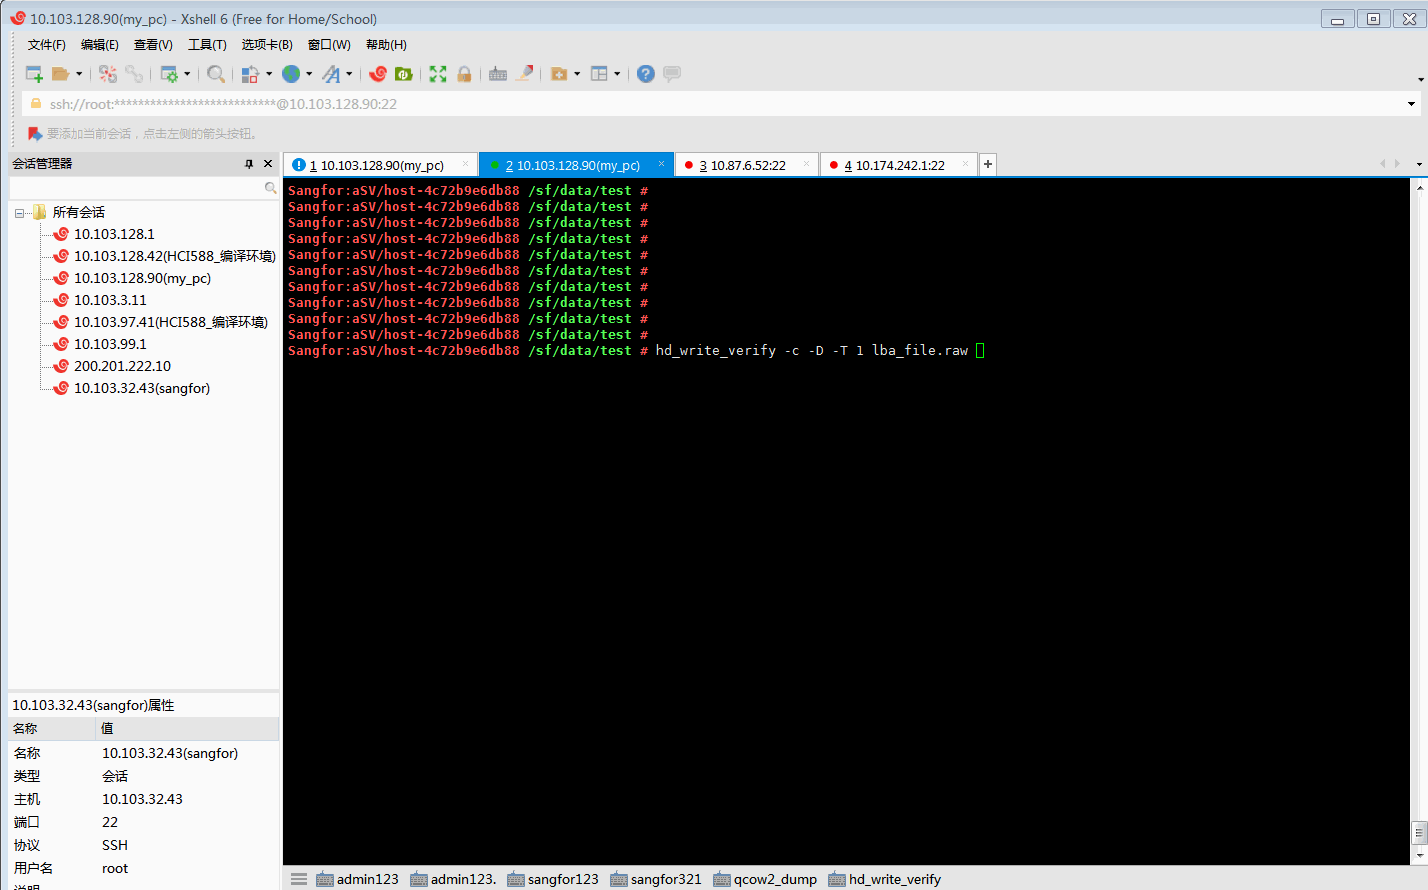 10.103.128.90(my_pc) - Xshell 6 (Free for Home/School)
文件(F) 编辑(E) 查看(V) 工具(T) 选项卡(B) 窗口(W) 帮助(H)
ssh://root:***************************@10.103.128.90:22
要添加当前会话，点击左侧的箭头按钮。
会话管理器
1 10.103.128.90(my_pc) 2 10.103.128.90(my_pc) 3 10.87.6.52:22 4 10.174.242.1:22
所有会话
10.103.128.1
10.103.128.42(HCI588_编译环境)
10.103.128.90(my_pc)
10.103.3.11
10.103.97.41(HCI588_编译环境)
10.103.99.1
200.201.222.10
10.103.32.43(sangfor)
Sangfor:aSV/host-4c72b9e6db88 /sf/data/test #
Sangfor:aSV/host-4c72b9e6db88 /sf/data/test #
Sangfor:aSV/host-4c72b9e6db88 /sf/data/test #
Sangfor:aSV/host-4c72b9e6db88 /sf/data/test #
Sangfor:aSV/host-4c72b9e6db88 /sf/data/test #
Sangfor:aSV/host-4c72b9e6db88 /sf/data/test #
Sangfor:aSV/host-4c72b9e6db88 /sf/data/test #
Sangfor:aSV/host-4c72b9e6db88 /sf/data/test #
Sangfor:aSV/host-4c72b9e6db88 /sf/data/test #
Sangfor:aSV/host-4c72b9e6db88 /sf/data/test #
Sangfor:aSV/host-4c72b9e6db88 /sf/data/test # hd_write_verify -c -D -T 1 lba_file.raw
10.103.32.43(sangfor)属性
名称 值
名称 10.103.32.43(sangfor)
类型 会话
主机 10.103.32.43
端口 22
协议 SSH
用户名 root
说明
admin123 admin123. sangfor123 sangfor321 qcow2_dump hd_write_verify